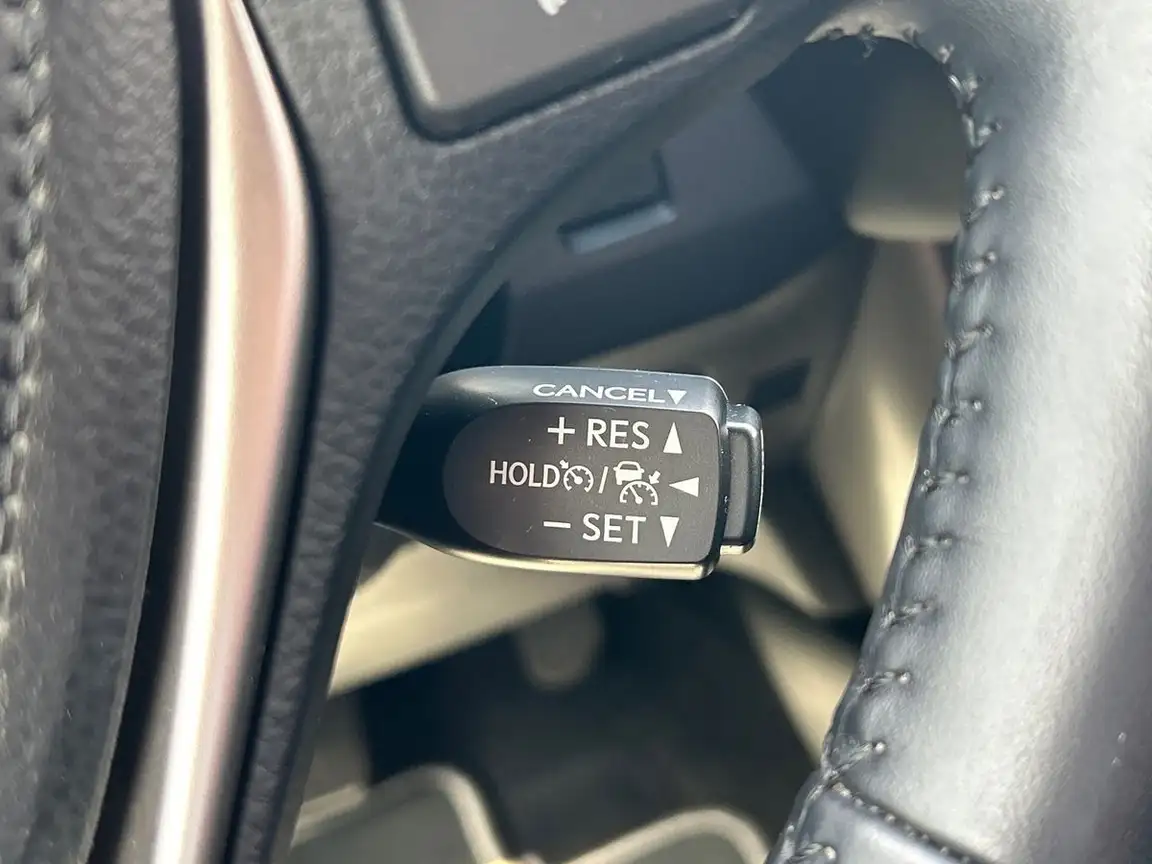 CANCEL▼
+ RES ▲
HOLD / ◀
− SET ▼